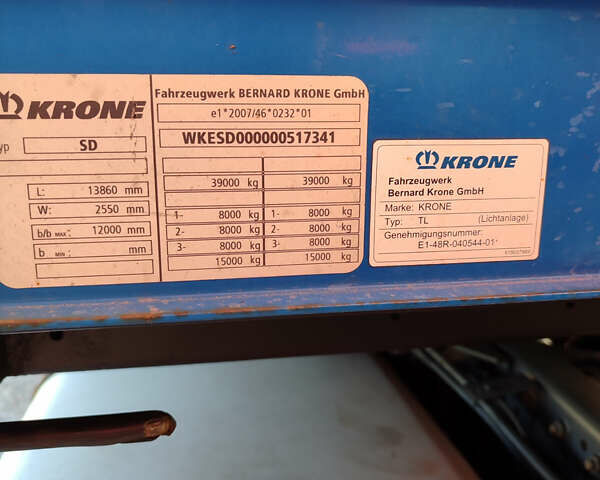 KRONE
yp SD
L: 13860 mm
W: 2550 mm
b/b MAX: 12000 mm
b MIN: mm
Fahrzeugwerk BERNARD KRONE GmbH
e1*2007/46*0232*01
WKESD000000517341
39000 kg 39000 kg
1- 8000 kg 1- 8000 kg
2- 8000 kg 2- 8000 kg
3- 8000 kg 3- 8000 kg
15000 kg 15000 kg
KRONE
Fahrzeugwerk
Bernard Krone GmbH
Marke: KRONE
Typ: TL (Lichtanlage)
Genehmigungsnummer:
E1-48R-040544-01*